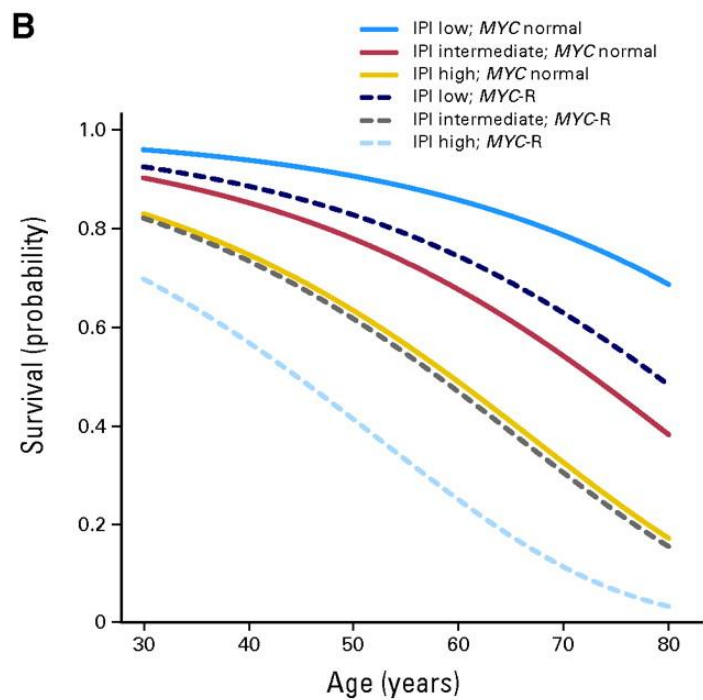 B
IPI low; MYC normal
IPI intermediate; MYC normal
IPI high; MYC normal
IPI low; MYC-R
IPI intermediate; MYC-R
IPI high; MYC-R
1.0
0.8
0.6
0.4
0.2
0
Survival (probability)
30 40 50 60 70 80
Age (years)